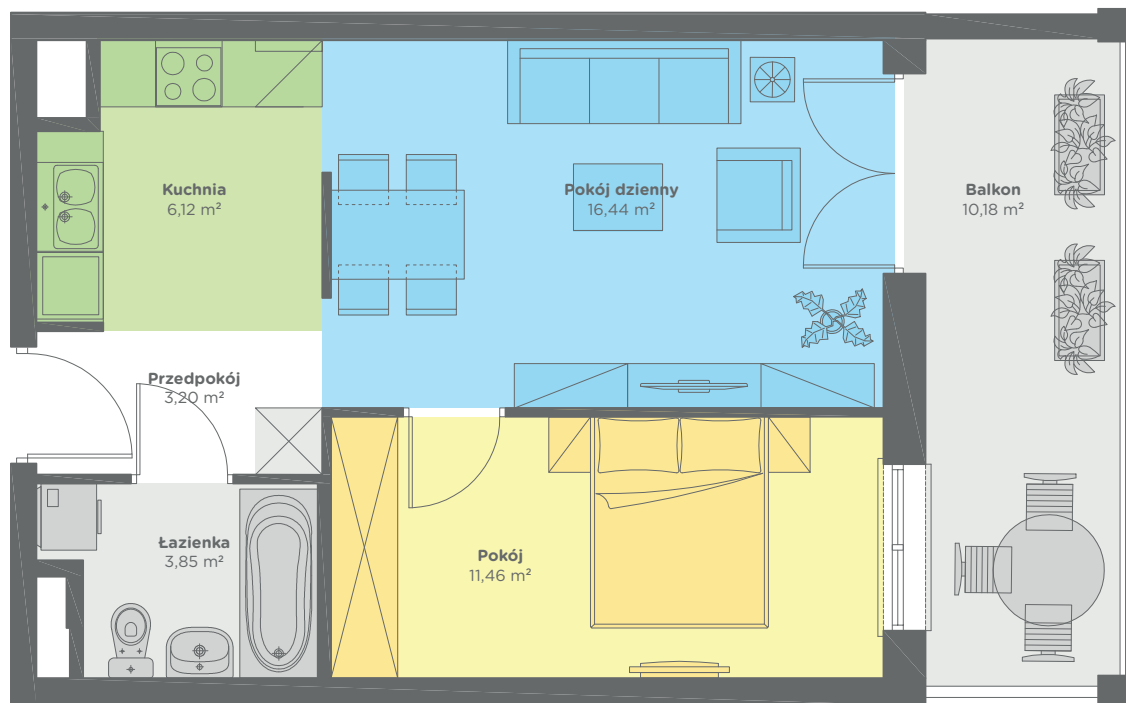 Kuchnia
6,12 m²
Pokój dzienny
16,44 m²
Balkon
10,18 m²
Przedpokój
3,20 m²
Łazienka
3,85 m²
Pokój
11,46 m²